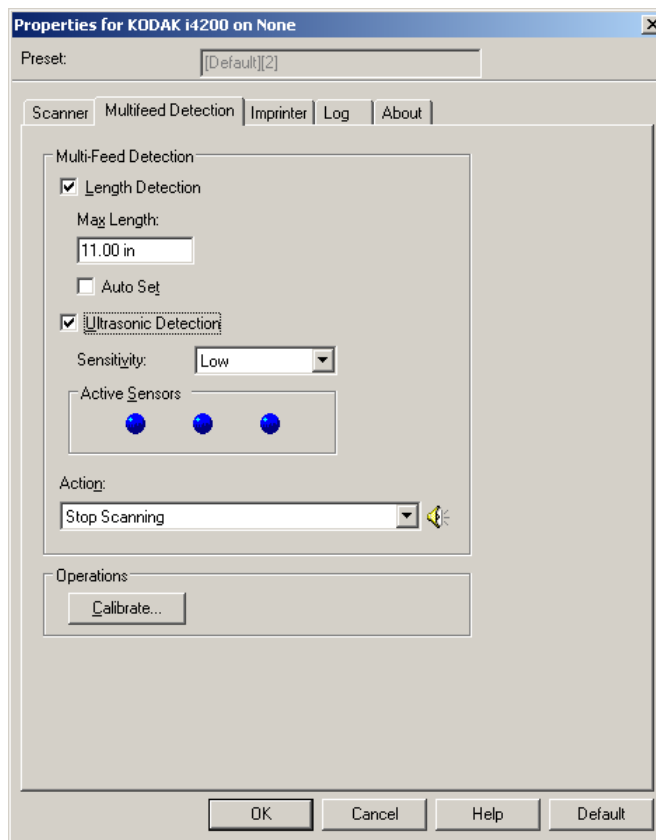 Properties for KODAK i4200 on None
Preset:
[Default][2]
Scanner Multifeed Detection Imprinter Log About
Multi-Feed Detection
Length Detection
Max Length:
11.00 in
Auto Set
Ultrasonic Detection
Sensitivity: Low
Active Sensors
Action:
Stop Scanning
Operations
Calibrate...
OK Cancel Help Default